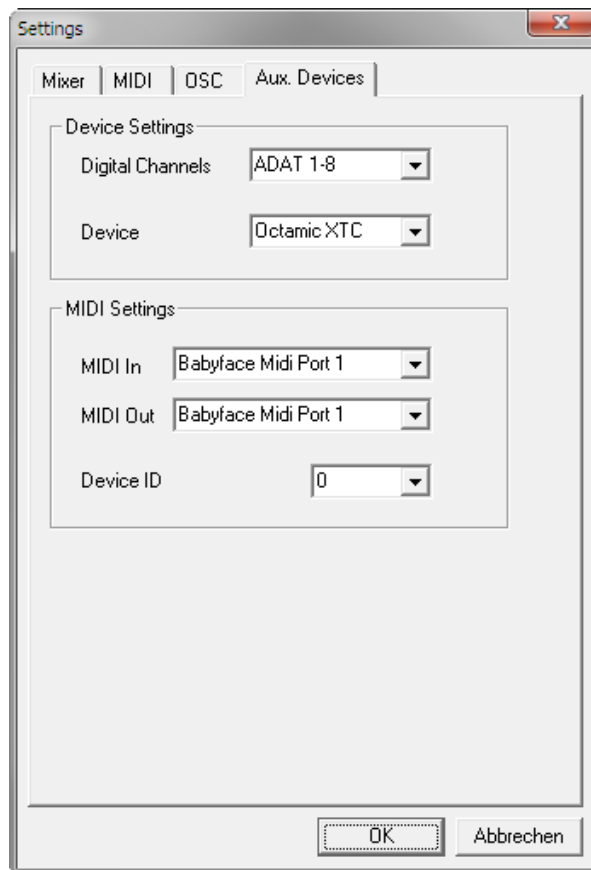 Settings
Mixer MIDI OSC Aux. Devices
Device Settings
Digital Channels ADAT 1-8
Device Octamic XTC
MIDI Settings
MIDI In Babyface Midi Port 1
MIDI Out Babyface Midi Port 1
Device ID 0
OK Abbrechen